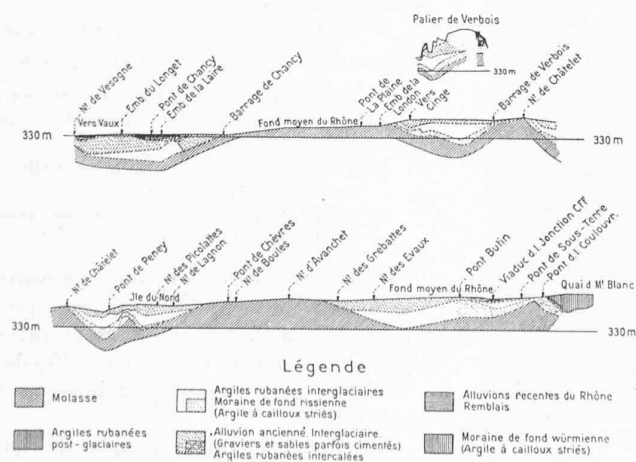 Palier de Verbois
330 m
Nt de Vesogne
Vers Vaux
Emb. du Longet
Pont de Chancy
Emb. de la Laire
Barrage de Chancy
Fond moyen du Rhône
Pont de La Plaine
Emb. de la London
Vers Cinge
Barrage de Verbois
Nt de Châtelet
330 m
330 m
Nt de Châtelet
Pont de Peney
Jle du Nord
Nt des Picolattes
Nt de Lagnon
Pont de Chèvres
Nt de Boules
Nt d'Avanchet
Nt des Grebattes
Nt des Evaux
Fond moyen du Rhône
Pont Butin
Viaduc d.l. Jonction CFF
Pont de Sous-Terre
Pont d.l. Coulouvr.
Quai d Mt Blanc
330 m
330 m
Légende
Molasse
Argiles rubanées
post-glaciaires
Argiles rubanées interglaciaires
Moraine de fond rissienne
(Argile á cailloux striés)
Alluvion ancienne Interglaciaire.
(Graviers et sables parfois cimentés)
Argiles rubanées intercalées
Alluvions récentes du Rhône
Remblais
Moraine de fond würmienne
(Argile á cailloux striés)